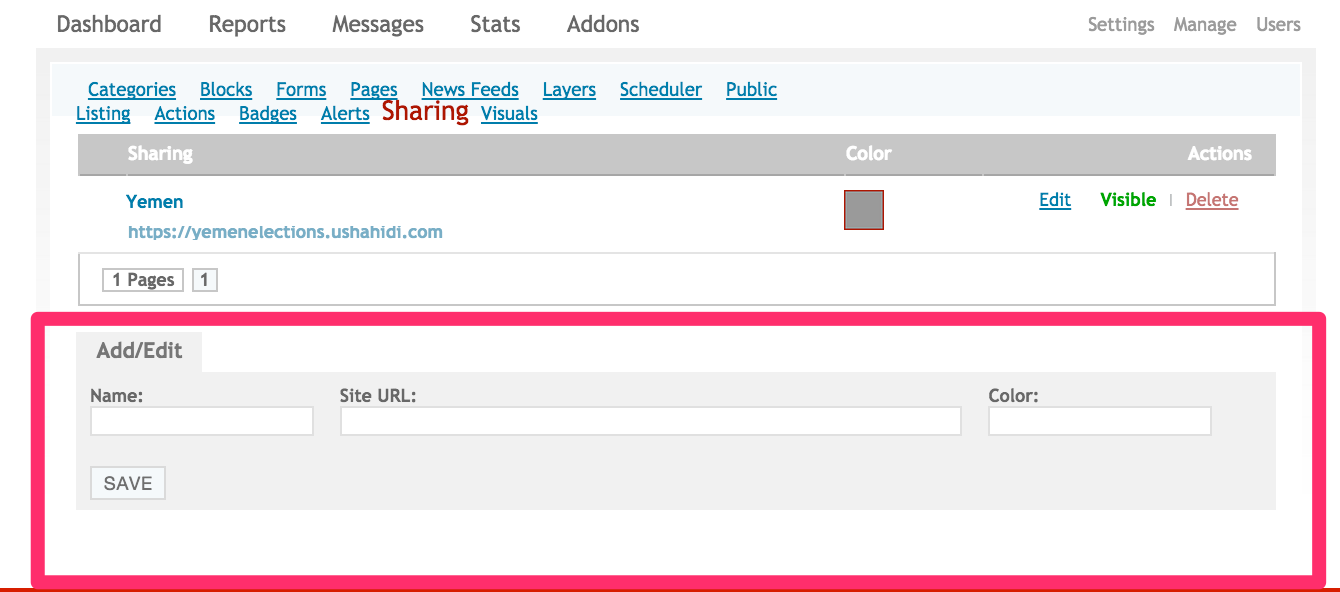 Dashboard Reports Messages Stats Addons Settings Manage Users
Categories Blocks Forms Pages News Feeds Layers Scheduler Public
Listing Actions Badges Alerts Sharing Visuals
Sharing Color Actions
Yemen Edit Visible | Delete
https://yemenelections.ushahidi.com
1 Pages 1
Add/Edit
Name: Site URL: Color:
SAVE